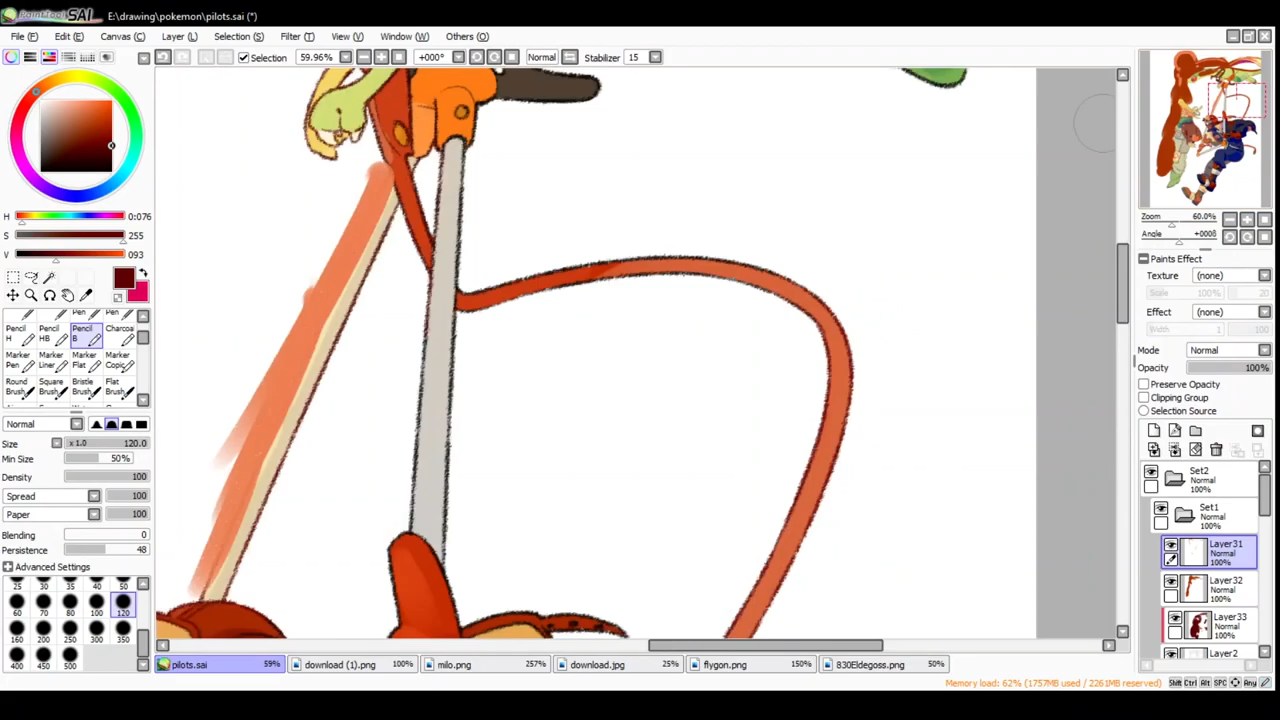 PaintTool SAI E:\drawing\pokemon\pilots.sai (*)
File (F) Edit (E) Canvas (C) Layer (L) Selection (S) Filter (T) View (V) Window (W) Others (O)
Selection 59.96% +000° Normal Stabilizer 15
H 0:076
S 255
V 093
Pen Pen
Pencil H Pencil HB Pencil B Charcoa
Marker Pen Marker Liner Marker Flat Marker Copic
Round Brush Square Brush Bristle Brush Flat Brush
Normal
Size x 1.0 120.0
Min Size 50%
Density 100
Spread 100
Paper 100
Blending 0
Persistence 48
Advanced Settings
25 30 35 40 50
60 70 80 100 120
160 200 250 300 350
400 450 500
Zoom 60.0%
Angle +000β
Paints Effect
Texture (none)
Scale 100% 20
Effect (none)
Width 1 100
Mode Normal
Opacity 100%
Preserve Opacity
Clipping Group
Selection Source
Set2
Normal
100%
Set1
Normal
100%
Layer31
Normal
100%
Layer32
Normal
100%
Layer33
Normal
100%
Layer2
pilots.sai 59% download (1).png 100% milo.png 257% download.jpg 25% flygon.png 150% 830Eldegoss.png 50%
Memory load: 62% (1757MB used / 2261MB reserved) Shift Ctrl Alt SPC Any